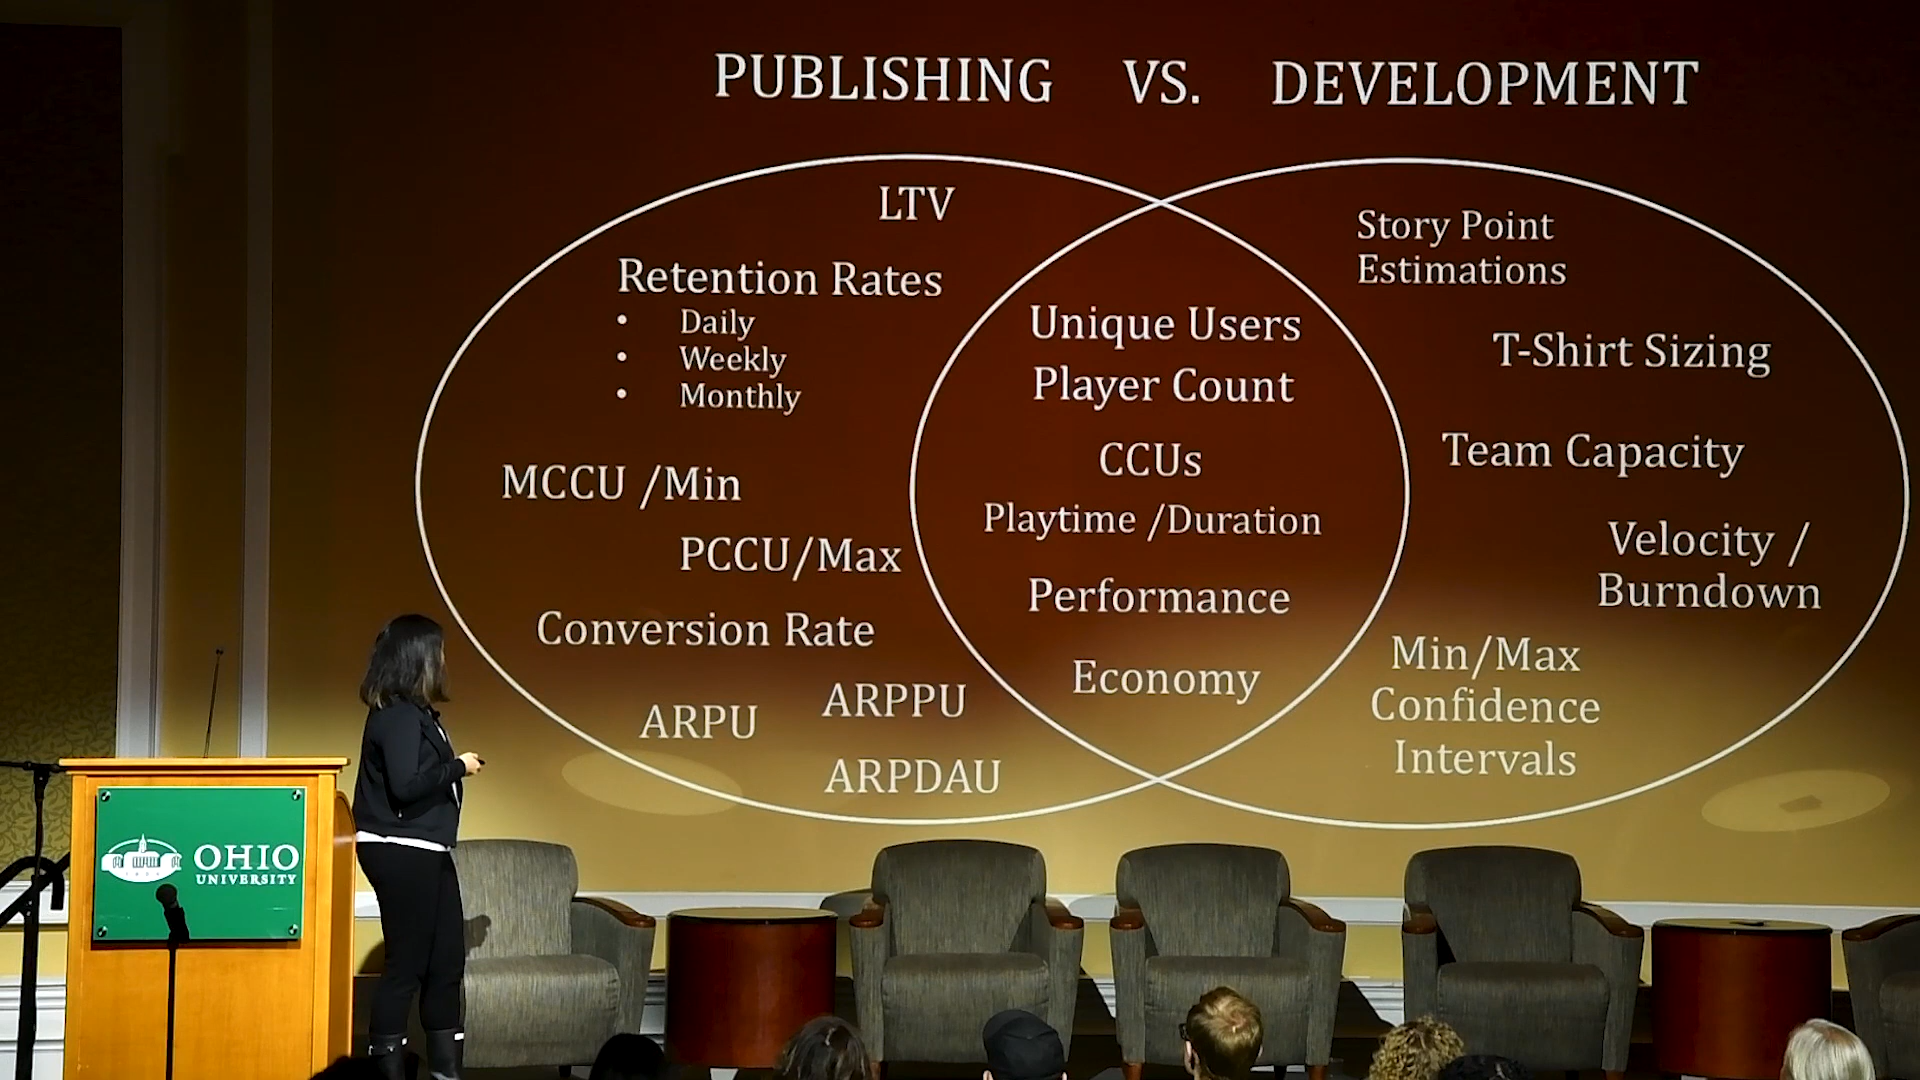 PUBLISHING VS. DEVELOPMENT
LTV
Retention Rates
• Daily
• Weekly
• Monthly
MCCU /Min
PCCU/Max
Conversion Rate
ARPU
ARPPU
ARPDAU
Unique Users
Player Count
CCUs
Playtime /Duration
Performance
Economy
Story Point
Estimations
T-Shirt Sizing
Team Capacity
Velocity /
Burndown
Min/Max
Confidence
Intervals
OHIO
UNIVERSITY